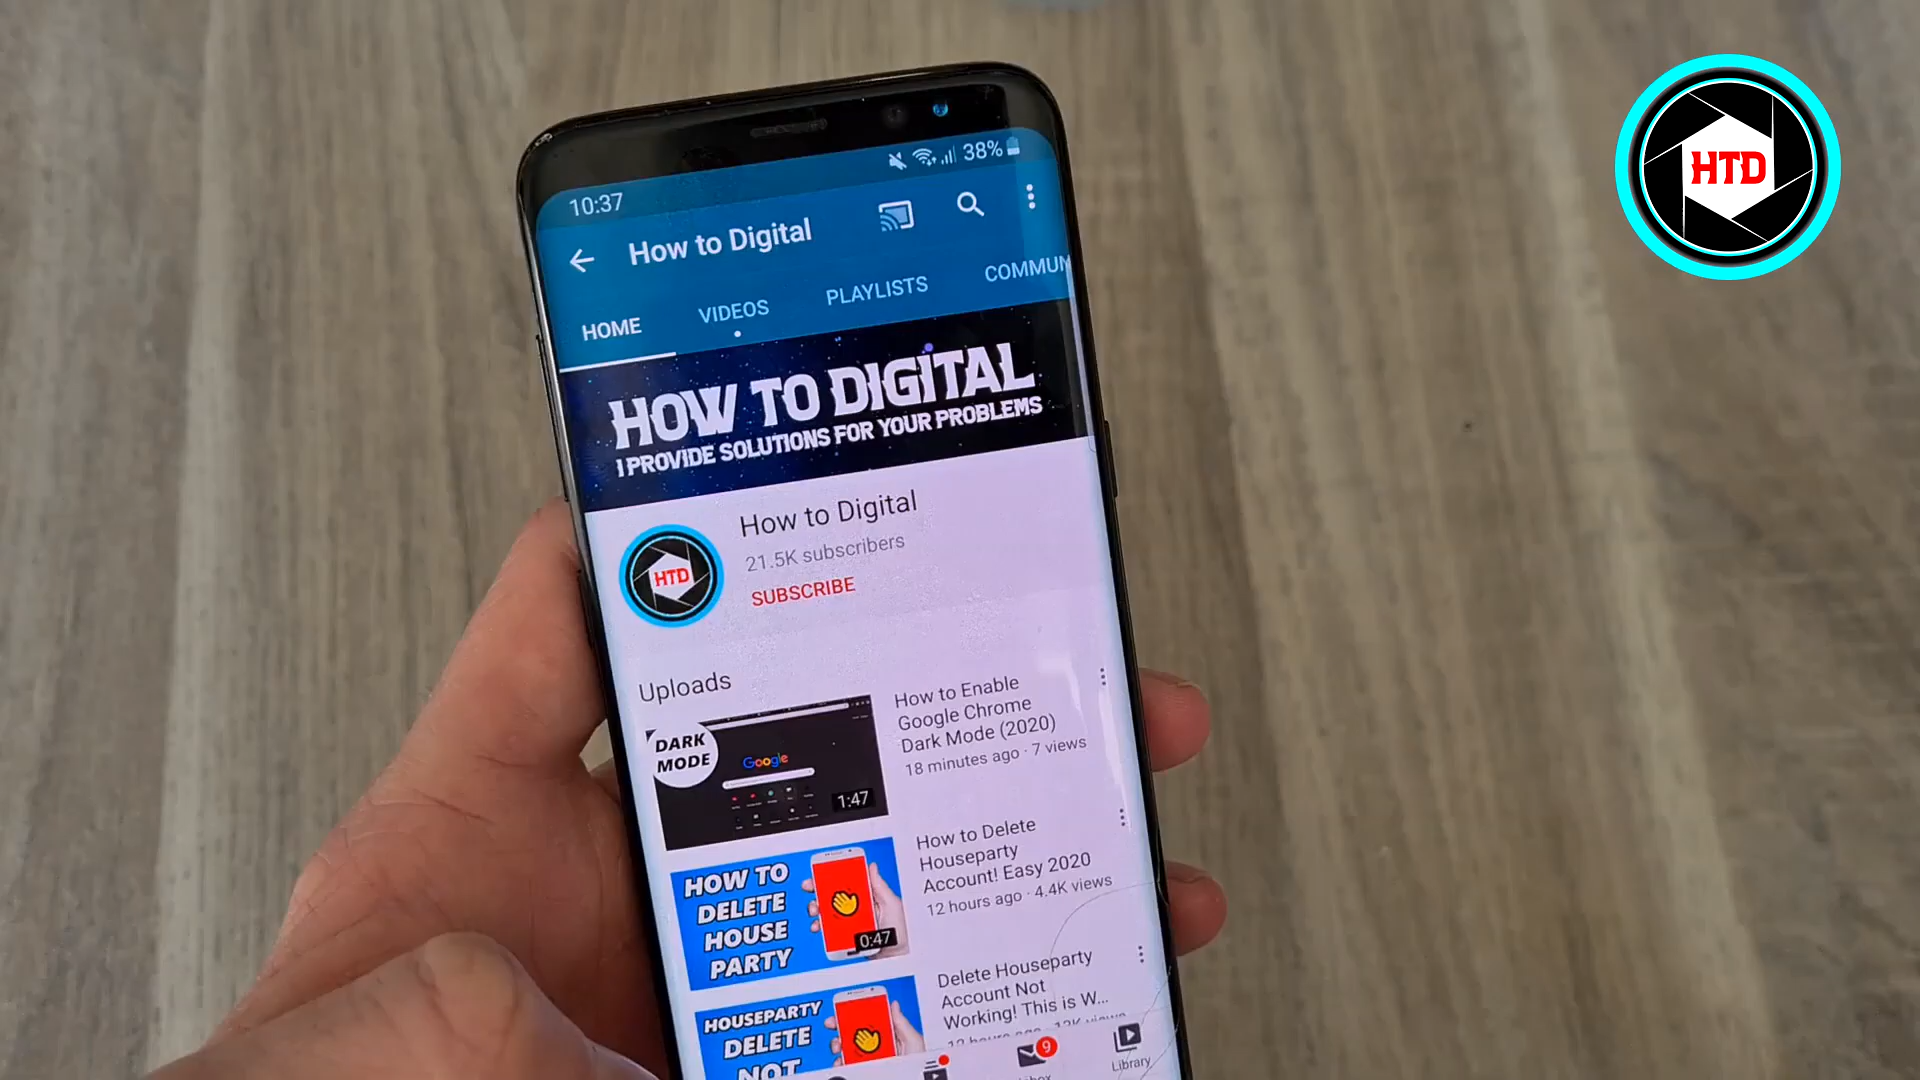 HTD
38%
10:37
How to Digital
HOME VIDEOS PLAYLISTS COMMUN
HOW TO DIGITAL
I PROVIDE SOLUTIONS FOR YOUR PROBLEMS
How to Digital
21.5K subscribers
HTD
SUBSCRIBE
Uploads
DARK
MODE
Google
1:47
How to Enable
Google Chrome
Dark Mode (2020)
18 minutes ago · 7 views
HOW TO
DELETE
HOUSE
PARTY
0:47
How to Delete
Houseparty
Account! Easy 2020
12 hours ago · 4.4K views
HOUSEPARTY
DELETE
NOT
Delete Houseparty
Account Not
Working! This is W...
9
Library